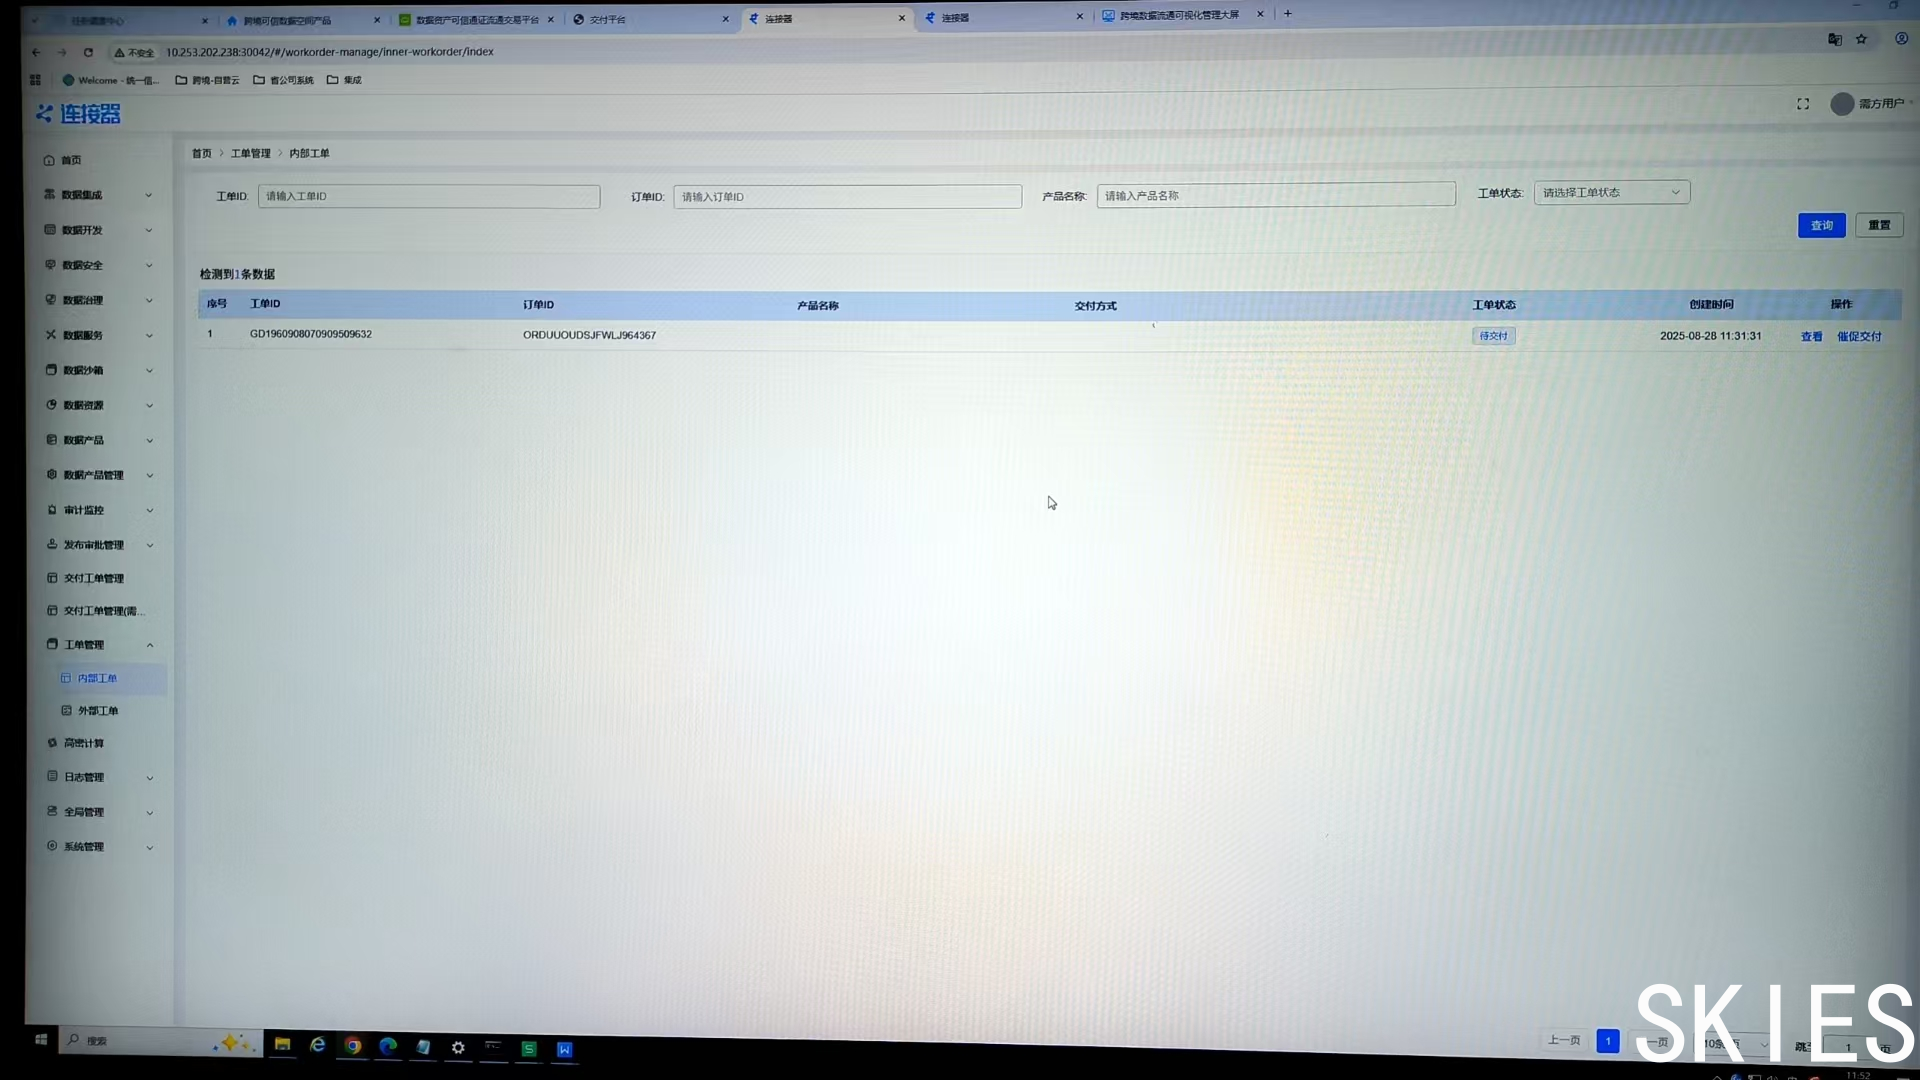 任务调度中心
跨境可信数据空间产品
数据资产可信通证流通交易平台
交付平台
连接器
连接器
跨境数据流通可视化管理大屏
不安全 10.253.202.238:30042/#/workorder-manage/inner-workorder/index
Welcome - 统一信...
跨境-自营云
省公司系统
集成
连接器
需方用户
首页
数据集成
数据开发
数据安全
数据治理
数据服务
数据沙箱
数据资源
数据产品
数据产品管理
审计监控
发布审批管理
交付工单管理
交付工单管理(需...
工单管理
内部工单
外部工单
高密计算
日志管理
全局管理
系统管理
首页 > 工单管理 > 内部工单
工单ID: 请输入工单ID 订单ID: 请输入订单ID 产品名称: 请输入产品名称 工单状态: 请选择工单状态
查询 重置
检测到1条数据
序号 工单ID 订单ID 产品名称 交付方式 工单状态 创建时间 操作
1 GD1960908070909509632 ORDUUOUDSJFWLJ964367 待交付 2025-08-28 11:31:31 查看 催促交付
上一页 1 一页 10条 页 跳至 1 页
搜索
11:52
SKIES